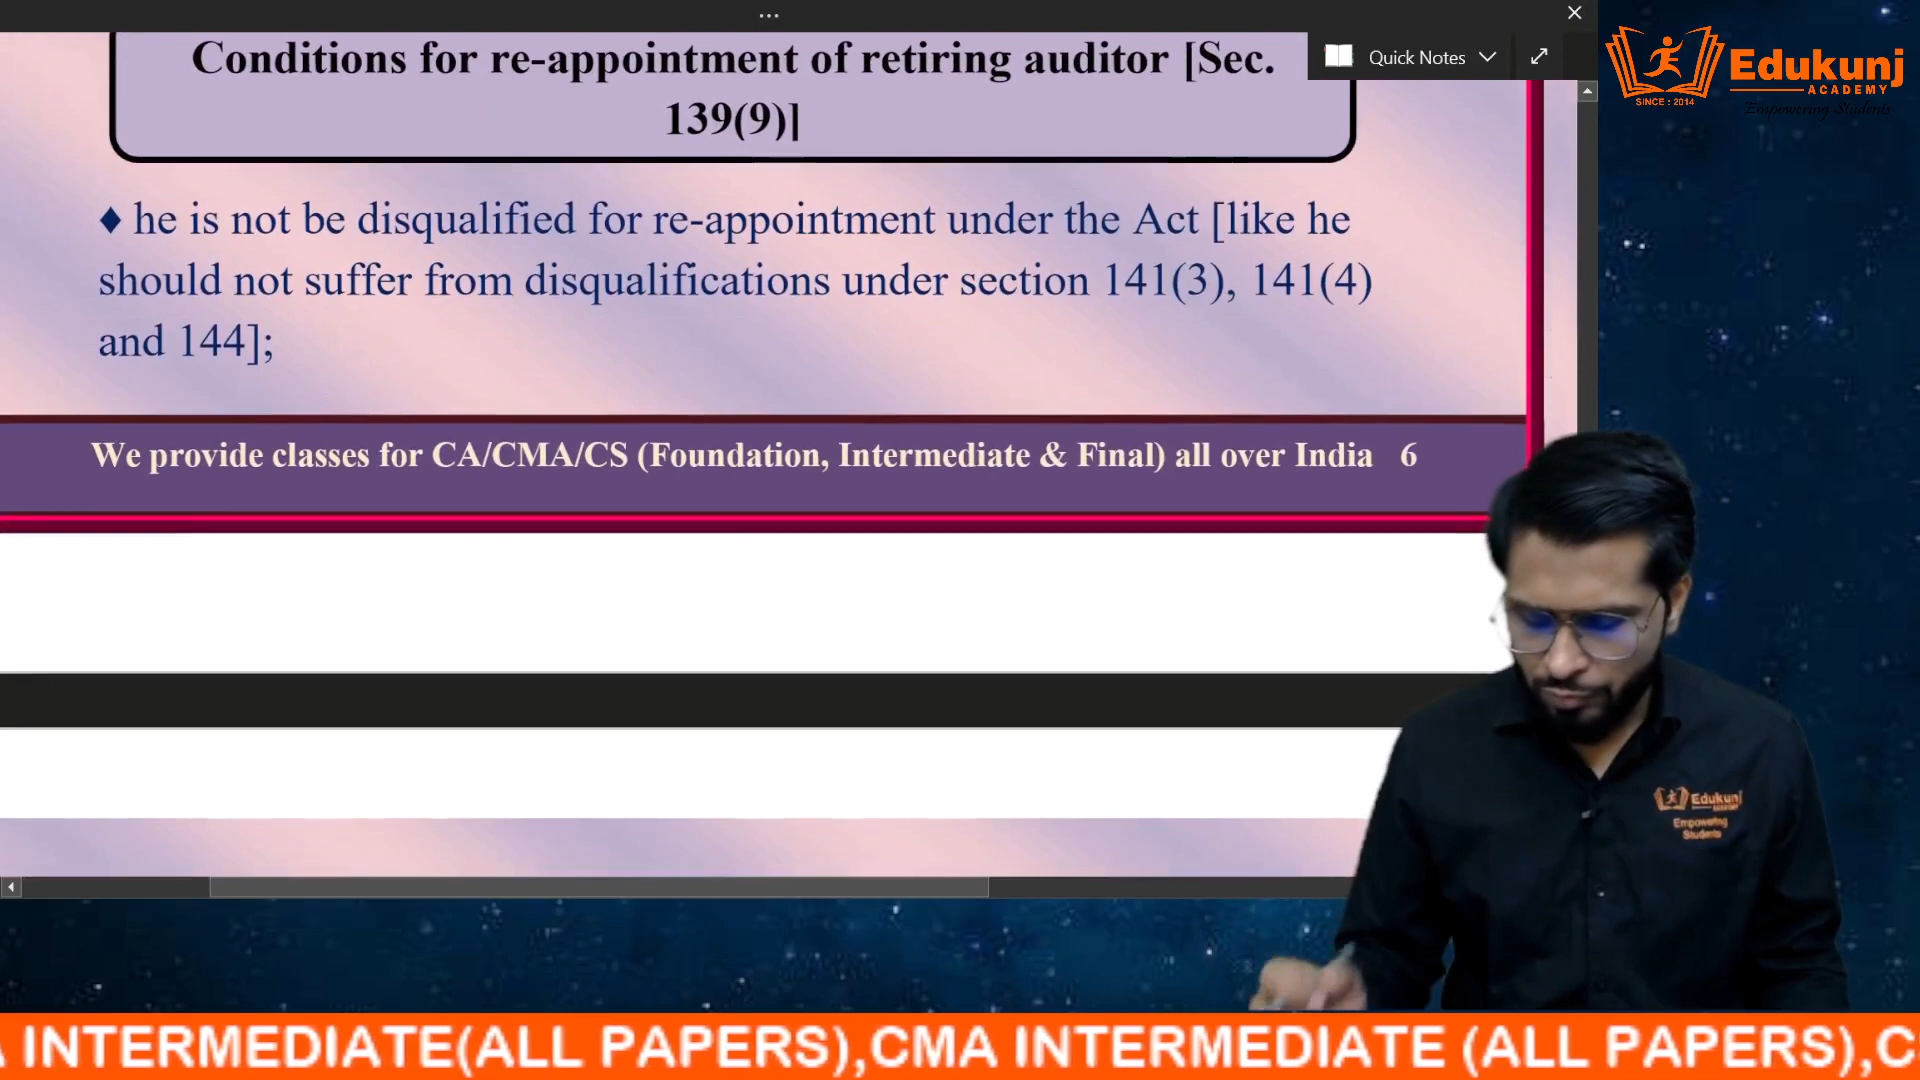 ...
Conditions for re-appointment of retiring auditor [Sec.
139(9)]
Quick Notes
Edukunj
ACADEMY
SINCE : 2014
Empowering Students
♦ he is not be disqualified for re-appointment under the Act [like he
should not suffer from disqualifications under section 141(3), 141(4)
and 144];
We provide classes for CA/CMA/CS (Foundation, Intermediate & Final) all over India 6
Edukunj
Empowering
Students
INTERMEDIATE(ALL PAPERS),CMA INTERMEDIATE (ALL PAPERS),C